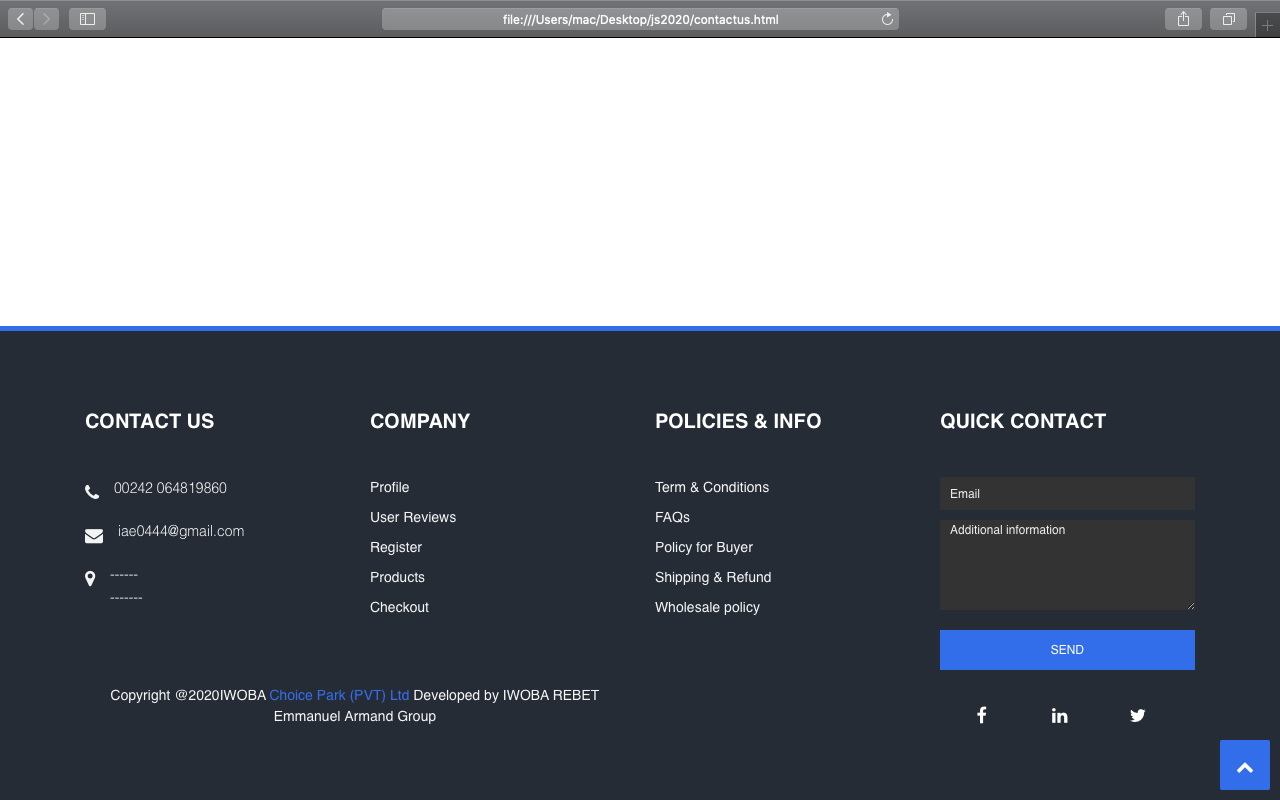 file:///Users/mac/Desktop/js2020/contactus.html
CONTACT US
00242 064819860
iae0444@gmail.com
------
-------
COMPANY
Profile
User Reviews
Register
Products
Checkout
POLICIES & INFO
Term & Conditions
FAQs
Policy for Buyer
Shipping & Refund
Wholesale policy
QUICK CONTACT
Email
Additional information
SEND
Copyright @2020IWOBA Choice Park (PVT) Ltd Developed by IWOBA REBET
Emmanuel Armand Group